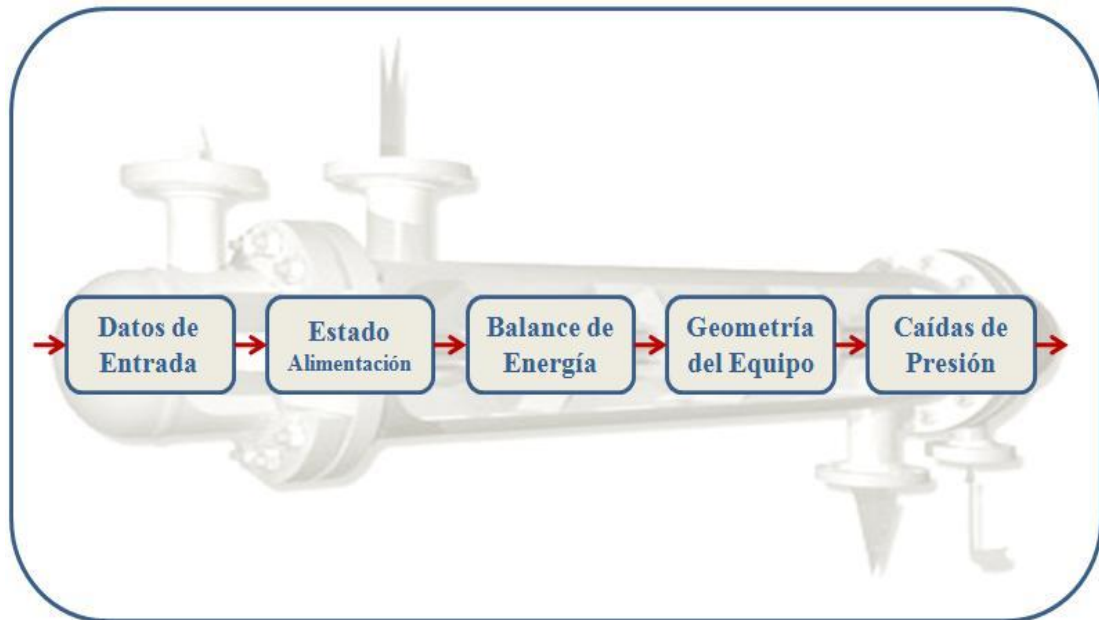 Datos de
Entrada
Estado
Alimentación
Balance de
Energía
Geometría
del Equipo
Caídas de
Presión